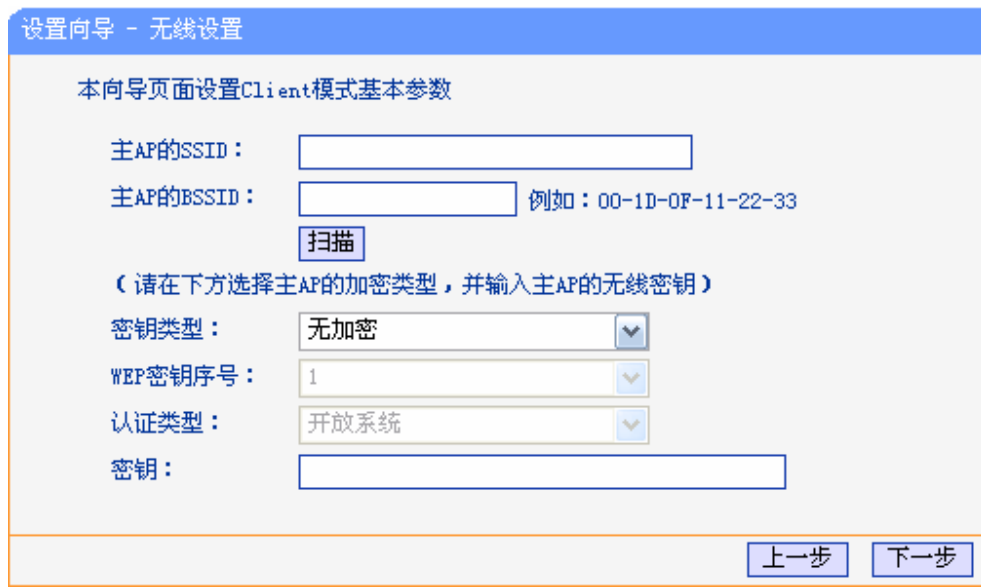 设置向导 - 无线设置
本向导页面设置Client模式基本参数
主AP的SSID：
主AP的BSSID： 例如：00-1D-0F-11-22-33
扫描
（请在下方选择主AP的加密类型，并输入主AP的无线密钥）
密钥类型： 无加密
WEP密钥序号： 1
认证类型： 开放系统
密钥：
上一步 下一步